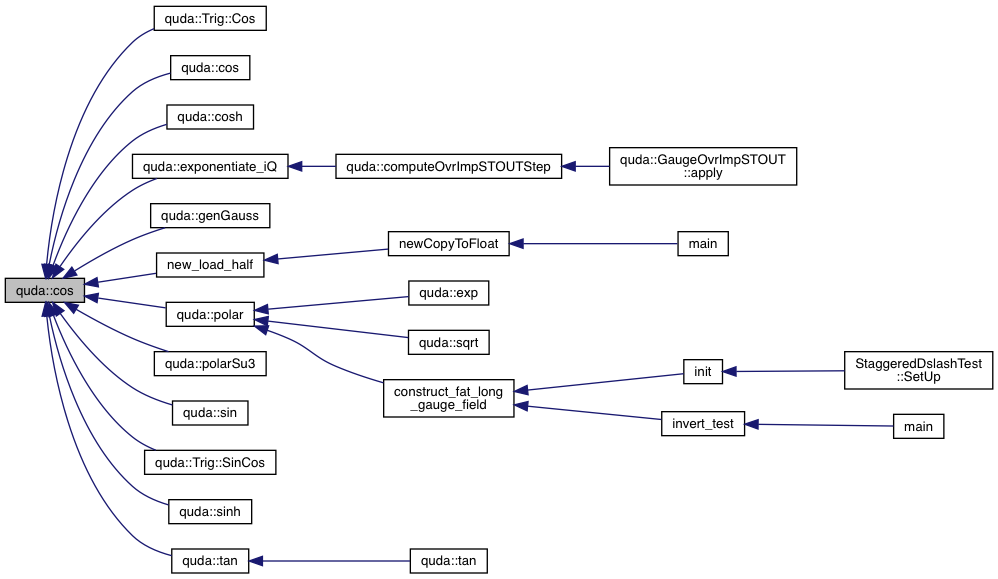 quda::Trig::Cos
quda::cos
quda::cosh
quda::exponentiate_iQ
quda::computeOvrImpSTOUTStep
quda::GaugeOvrImpSTOUT
::apply
quda::genGauss
new_load_half
newCopyToFloat
main
quda::cos
quda::polar
quda::exp
quda::sqrt
quda::polarSu3
construct_fat_long
_gauge_field
init
StaggeredDslashTest
::SetUp
quda::sin
invert_test
main
quda::Trig::SinCos
quda::sinh
quda::tan
quda::tan